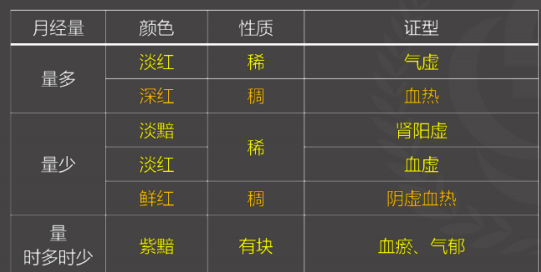 月经量 颜色 性质 证型
量多 淡红 稀 气虚
深红 稠 血热
量少 淡黯 稀 肾阳虚
淡红 血虚
鲜红 稠 阴虚血热
量
时多时少 紫黯 有块 血瘀、气郁